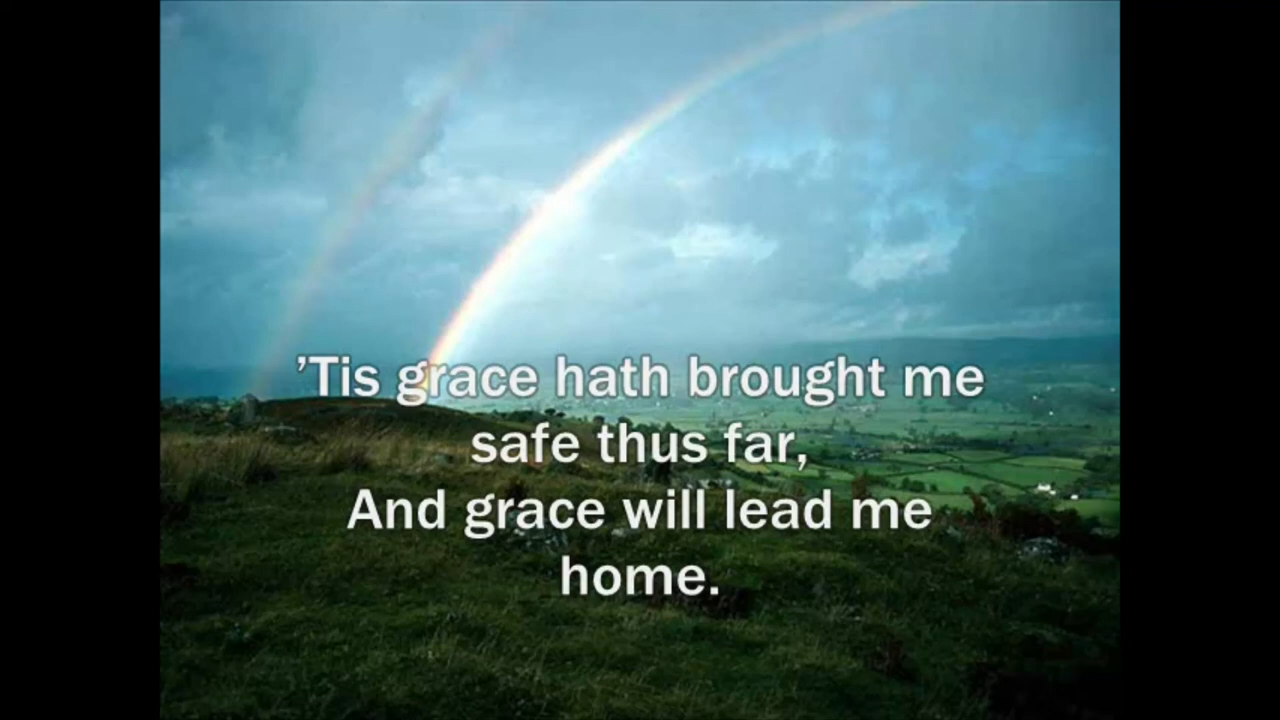 ’Tis grace hath brought me
safe thus far,
And grace will lead me
home.